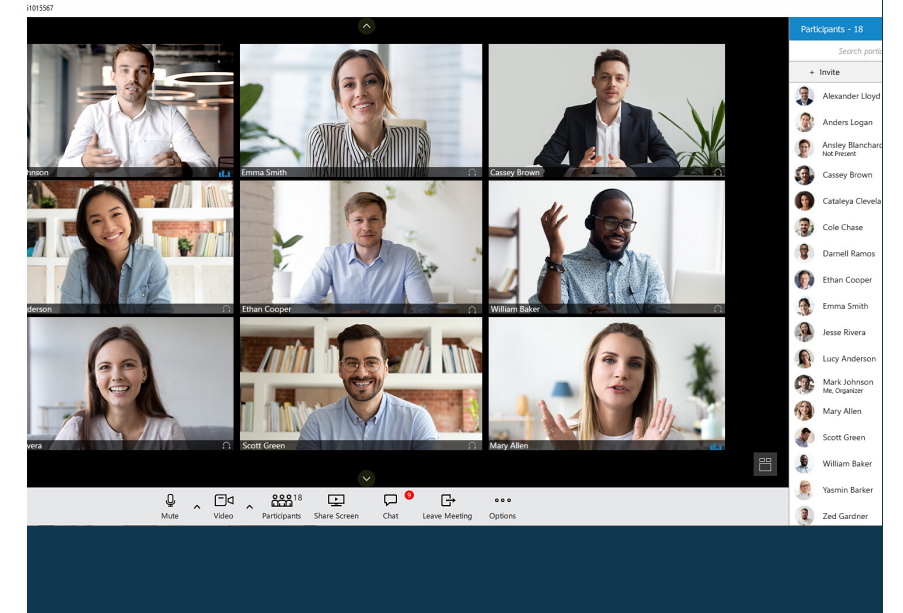 51015567
Participants - 18
Search partic
+ Invite
Alexander Lloyd
Anders Logan
Ansley Blanchard
Not Present
Cassey Brown
Cataleya Clevela
Cole Chase
Darnell Ramos
Ethan Cooper
Emma Smith
Jesse Rivera
Lucy Anderson
Mark Johnson
Me, Organizer
Mary Allen
Scott Green
William Baker
Yasmin Barker
Zed Gardner
hnson
Emma Smith
Cassey Brown
derson
Ethan Cooper
William Baker
vera
Scott Green
Mary Allen
18
9
Mute
Video
Participants
Share Screen
Chat
Leave Meeting
Options